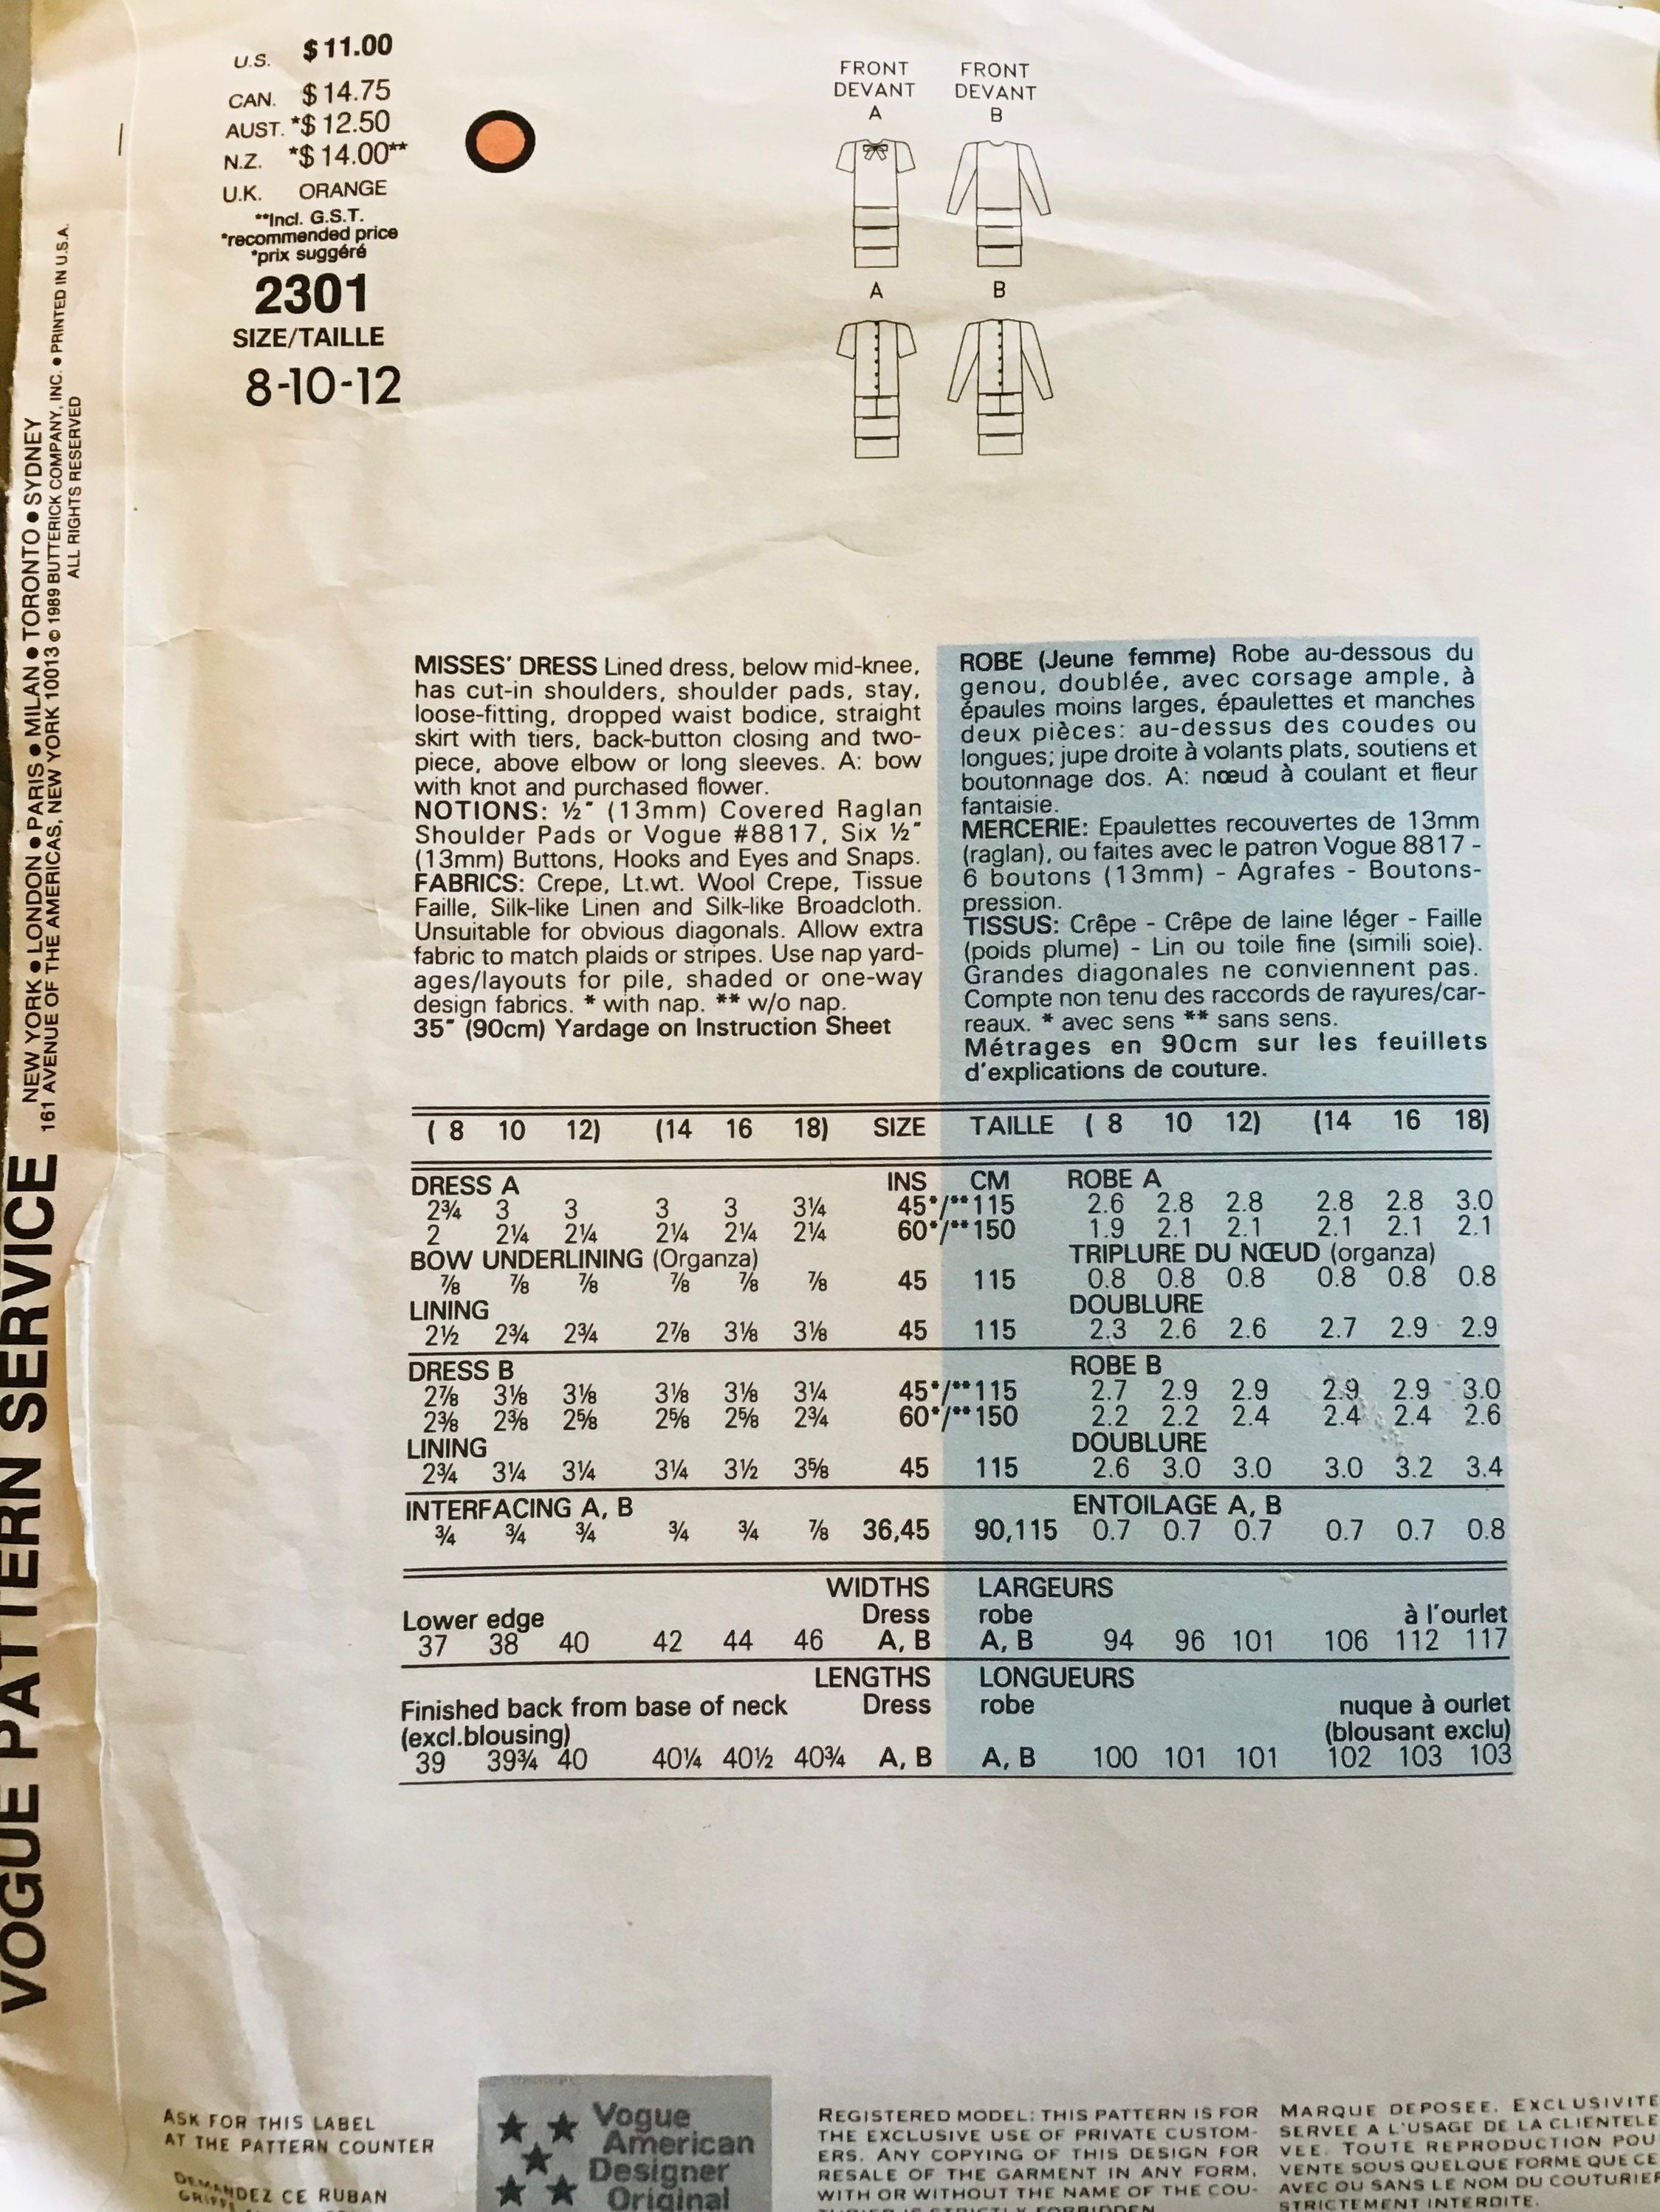 U.S. $11.00
CAN. $14.75
AUST. *$12.50
N.Z. *$14.00**
U.K. ORANGE
**Incl. G.S.T.
*recommended price
*prix suggéré
2301
SIZE/TAILLE
8-10-12
FRONT
DEVANT
A
FRONT
DEVANT
B
A
B
VOGUE PATTERN SERVICE
NEW YORK ● LONDON ● PARIS ● MILAN ● TORONTO ● SYDNEY
161 AVENUE OF THE AMERICAS, NEW YORK 10013 © 1989 BUTTERICK COMPANY, INC. ● PRINTED IN U.S.A.
ALL RIGHTS RESERVED
MISSES' DRESS Lined dress, below mid-knee,
has cut-in shoulders, shoulder pads, stay,
loose-fitting, dropped waist bodice, straight
skirt with tiers, back-button closing and two-
piece, above elbow or long sleeves. A: bow
with knot and purchased flower.
NOTIONS: ½" (13mm) Covered Raglan
Shoulder Pads or Vogue #8817, Six ½"
(13mm) Buttons, Hooks and Eyes and Snaps.
FABRICS: Crepe, Lt.wt. Wool Crepe, Tissue
Faille, Silk-like Linen and Silk-like Broadcloth.
Unsuitable for obvious diagonals. Allow extra
fabric to match plaids or stripes. Use nap yard-
ages/layouts for pile, shaded or one-way
design fabrics. * with nap. ** w/o nap.
35" (90cm) Yardage on Instruction Sheet
ROBE (Jeune femme) Robe au-dessous du
genou, doublée, avec corsage ample, à
épaules moins larges, épaulettes et manches
deux pièces: au-dessus des coudes ou
longues; jupe droite à volants plats, soutiens et
boutonnage dos. A: nœud à coulant et fleur
fantaisie.
MERCERIE: Epaulettes recouvertes de 13mm
(raglan), ou faites avec le patron Vogue 8817 -
6 boutons (13mm) - Agrafes - Boutons-
pression.
TISSUS: Crêpe - Crêpe de laine léger - Faille
(poids plume) - Lin ou toile fine (simili soie).
Grandes diagonales ne conviennent pas.
Compte non tenu des raccords de rayures/car-
reaux. * avec sens ** sans sens.
Métrages en 90cm sur les feuillets
d'explications de couture.
( 8 10 12) (14 16 18) SIZE TAILLE ( 8 10 12) (14 16 18)
DRESS A INS CM ROBE A
2¾ 3 3 3 3 3¼ 45*/**115 2.6 2.8 2.8 2.8 2.8 3.0
2 2¼ 2¼ 2¼ 2¼ 2¼ 60*/**150 1.9 2.1 2.1 2.1 2.1 2.1
BOW UNDERLINING (Organza) TRIPLURE DU NŒUD (organza)
⅞ ⅞ ⅞ ⅞ ⅞ ⅞ 45 115 0.8 0.8 0.8 0.8 0.8 0.8
LINING DOUBLURE
2½ 2¾ 2¾ 2⅞ 3⅛ 3⅛ 45 115 2.3 2.6 2.6 2.7 2.9 2.9
DRESS B ROBE B
2⅞ 3⅛ 3⅛ 3⅛ 3⅛ 3¼ 45*/**115 2.7 2.9 2.9 2.9 2.9 3.0
2⅜ 2⅜ 2⅝ 2⅝ 2⅝ 2¾ 60*/**150 2.2 2.2 2.4 2.4 2.4 2.6
LINING DOUBLURE
2¾ 3¼ 3¼ 3¼ 3½ 3⅝ 45 115 2.6 3.0 3.0 3.0 3.2 3.4
INTERFACING A, B ENTOILAGE A, B
¾ ¾ ¾ ¾ ¾ ⅞ 36,45 90,115 0.7 0.7 0.7 0.7 0.7 0.8
WIDTHS LARGEURS
Lower edge Dress robe à l'ourlet
37 38 40 42 44 46 A, B A, B 94 96 101 106 112 117
LENGTHS LONGUEURS
Finished back from base of neck Dress robe nuque à ourlet
(excl.blousing) (blousant exclu)
39 39¾ 40 40¼ 40½ 40¾ A, B A, B 100 101 101 102 103 103
ASK FOR THIS LABEL
AT THE PATTERN COUNTER
DEMANDEZ CE RUBAN
GRIFFE
Vogue
American
Designer
Original
REGISTERED MODEL: THIS PATTERN IS FOR
THE EXCLUSIVE USE OF PRIVATE CUSTOM-
ERS. ANY COPYING OF THIS DESIGN FOR
RESALE OF THE GARMENT IN ANY FORM,
WITH OR WITHOUT THE NAME OF THE COU-
TURIER IS STRICTLY FORBIDDEN
MARQUE DEPOSEE. EXCLUSIVITE
SERVEE A L'USAGE DE LA CLIENTELE
VEE. TOUTE REPRODUCTION POU
VENTE SOUS QUELQUE FORME QUE CE
AVEC OU SANS LE NOM DU COUTURIER
STRICTEMENT INTERDITE.